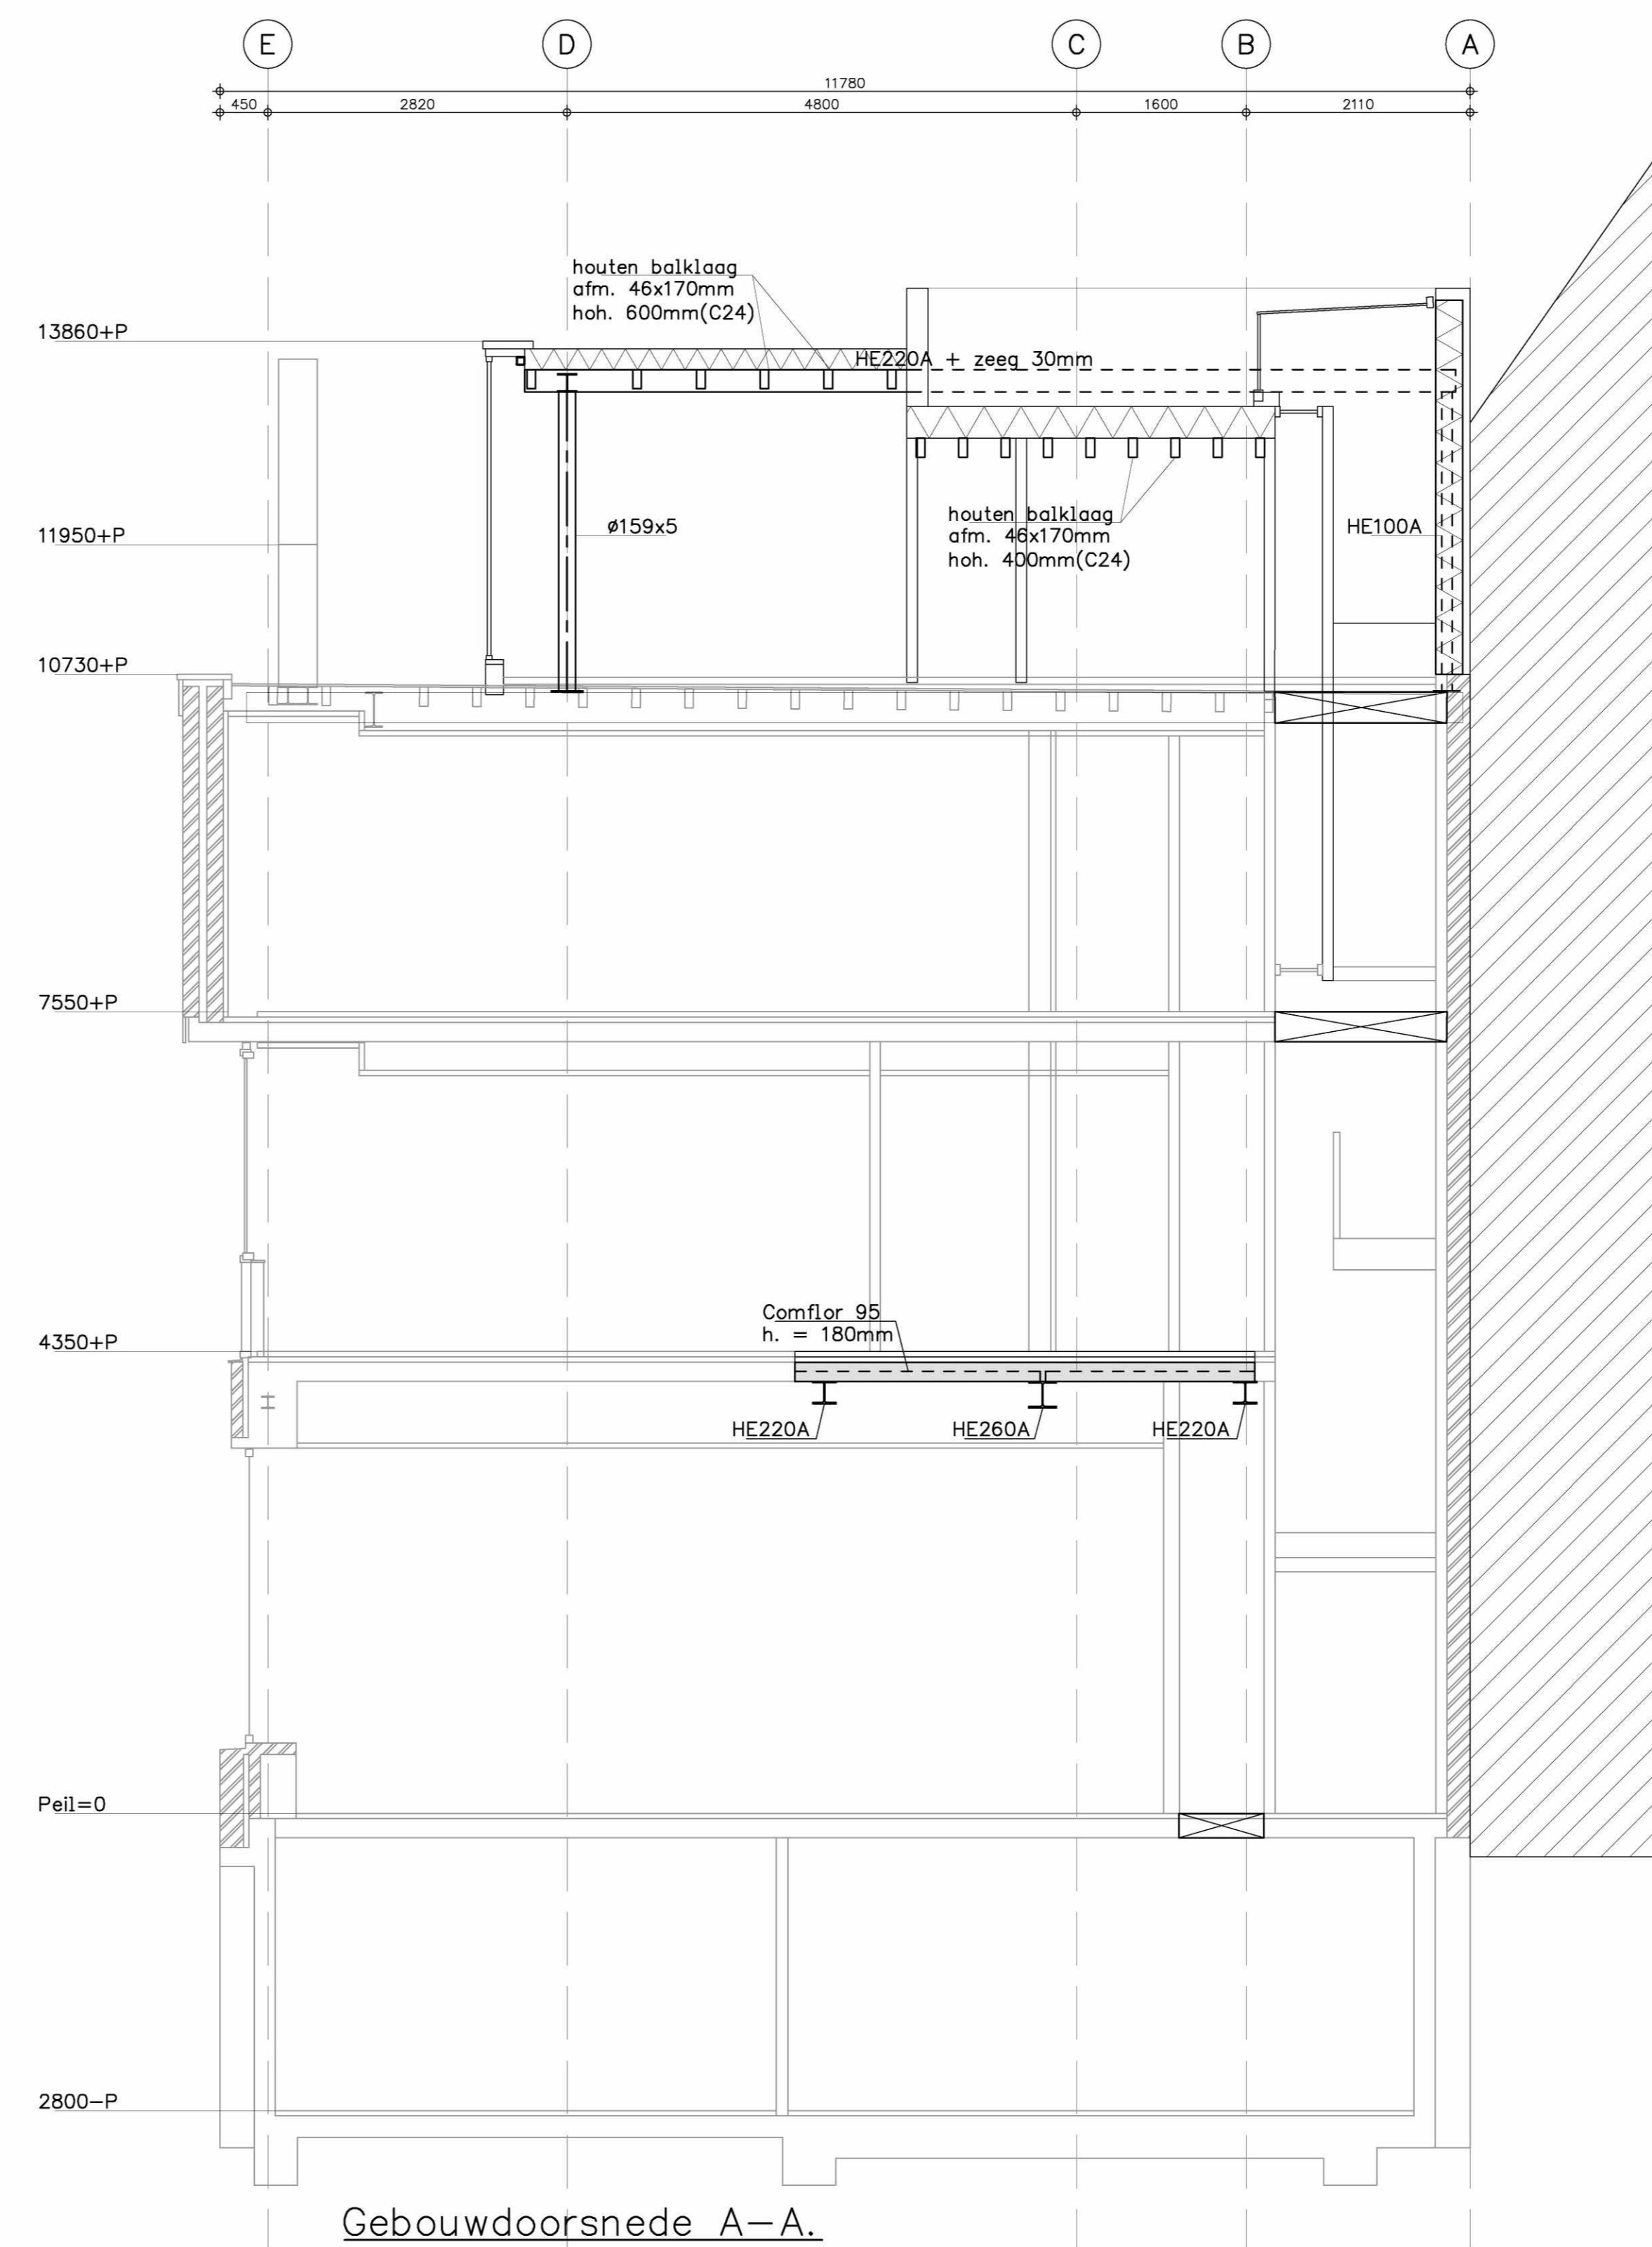 E
D
C
B
A
11780
450
2820
4800
1600
2110
houten balklaag
afm. 46x170mm
hoh. 600mm(C24)
13860+P
HE220A + zeeg 30mm
ø159x5
houten balklaag
afm. 46x170mm
hoh. 400mm(C24)
HE100A
11950+P
10730+P
7550+P
Comflor 95
h. = 180mm
4350+P
HE220A
HE260A
HE220A
Peil=0
2800-P
Gebouwdoorsnede A-A.